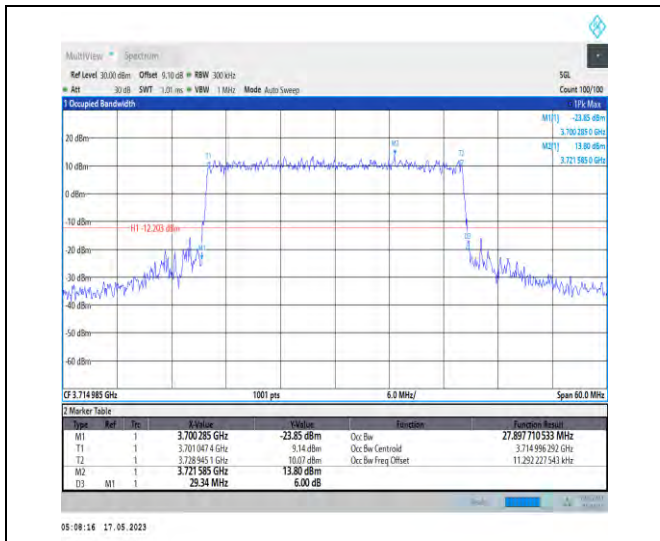 MultiView Spectrum
Ref Level 30.00 dBm Offset 9.10 dB RBW 300 kHz SGL
Att 30 dB SWT 1.01 ms VBW 1 MHz Mode Auto Sweep Count 100/100
1 Occupied Bandwidth 1Pk Max
M1[1] -23.85 dBm
3.700 285 0 GHz
M2[1] 13.80 dBm
3.721 585 0 GHz
20 dBm
T1 M2 T2
10 dBm
0 dBm
-10 dBm
H1 -12.203 dBm
D3
-20 dBm
M1
-30 dBm
-40 dBm
-50 dBm
-60 dBm
CF 3.714 985 GHz 1001 pts 6.0 MHz/ Span 60.0 MHz
2 Marker Table
Type Ref Trc X-Value Y-Value Function Function Result
M1 1 3.700 285 GHz -23.85 dBm Occ Bw 27.897 710 533 MHz
T1 1 3.701 047 4 GHz 9.14 dBm Occ Bw Centroid 3.714 996 292 GHz
T2 1 3.728 945 1 GHz 10.07 dBm Occ Bw Freq Offset 11.292 227 543 kHz
M2 1 3.721 585 GHz 13.80 dBm
D3 M1 1 29.34 MHz 6.00 dB
05:08:16 17.05.2023